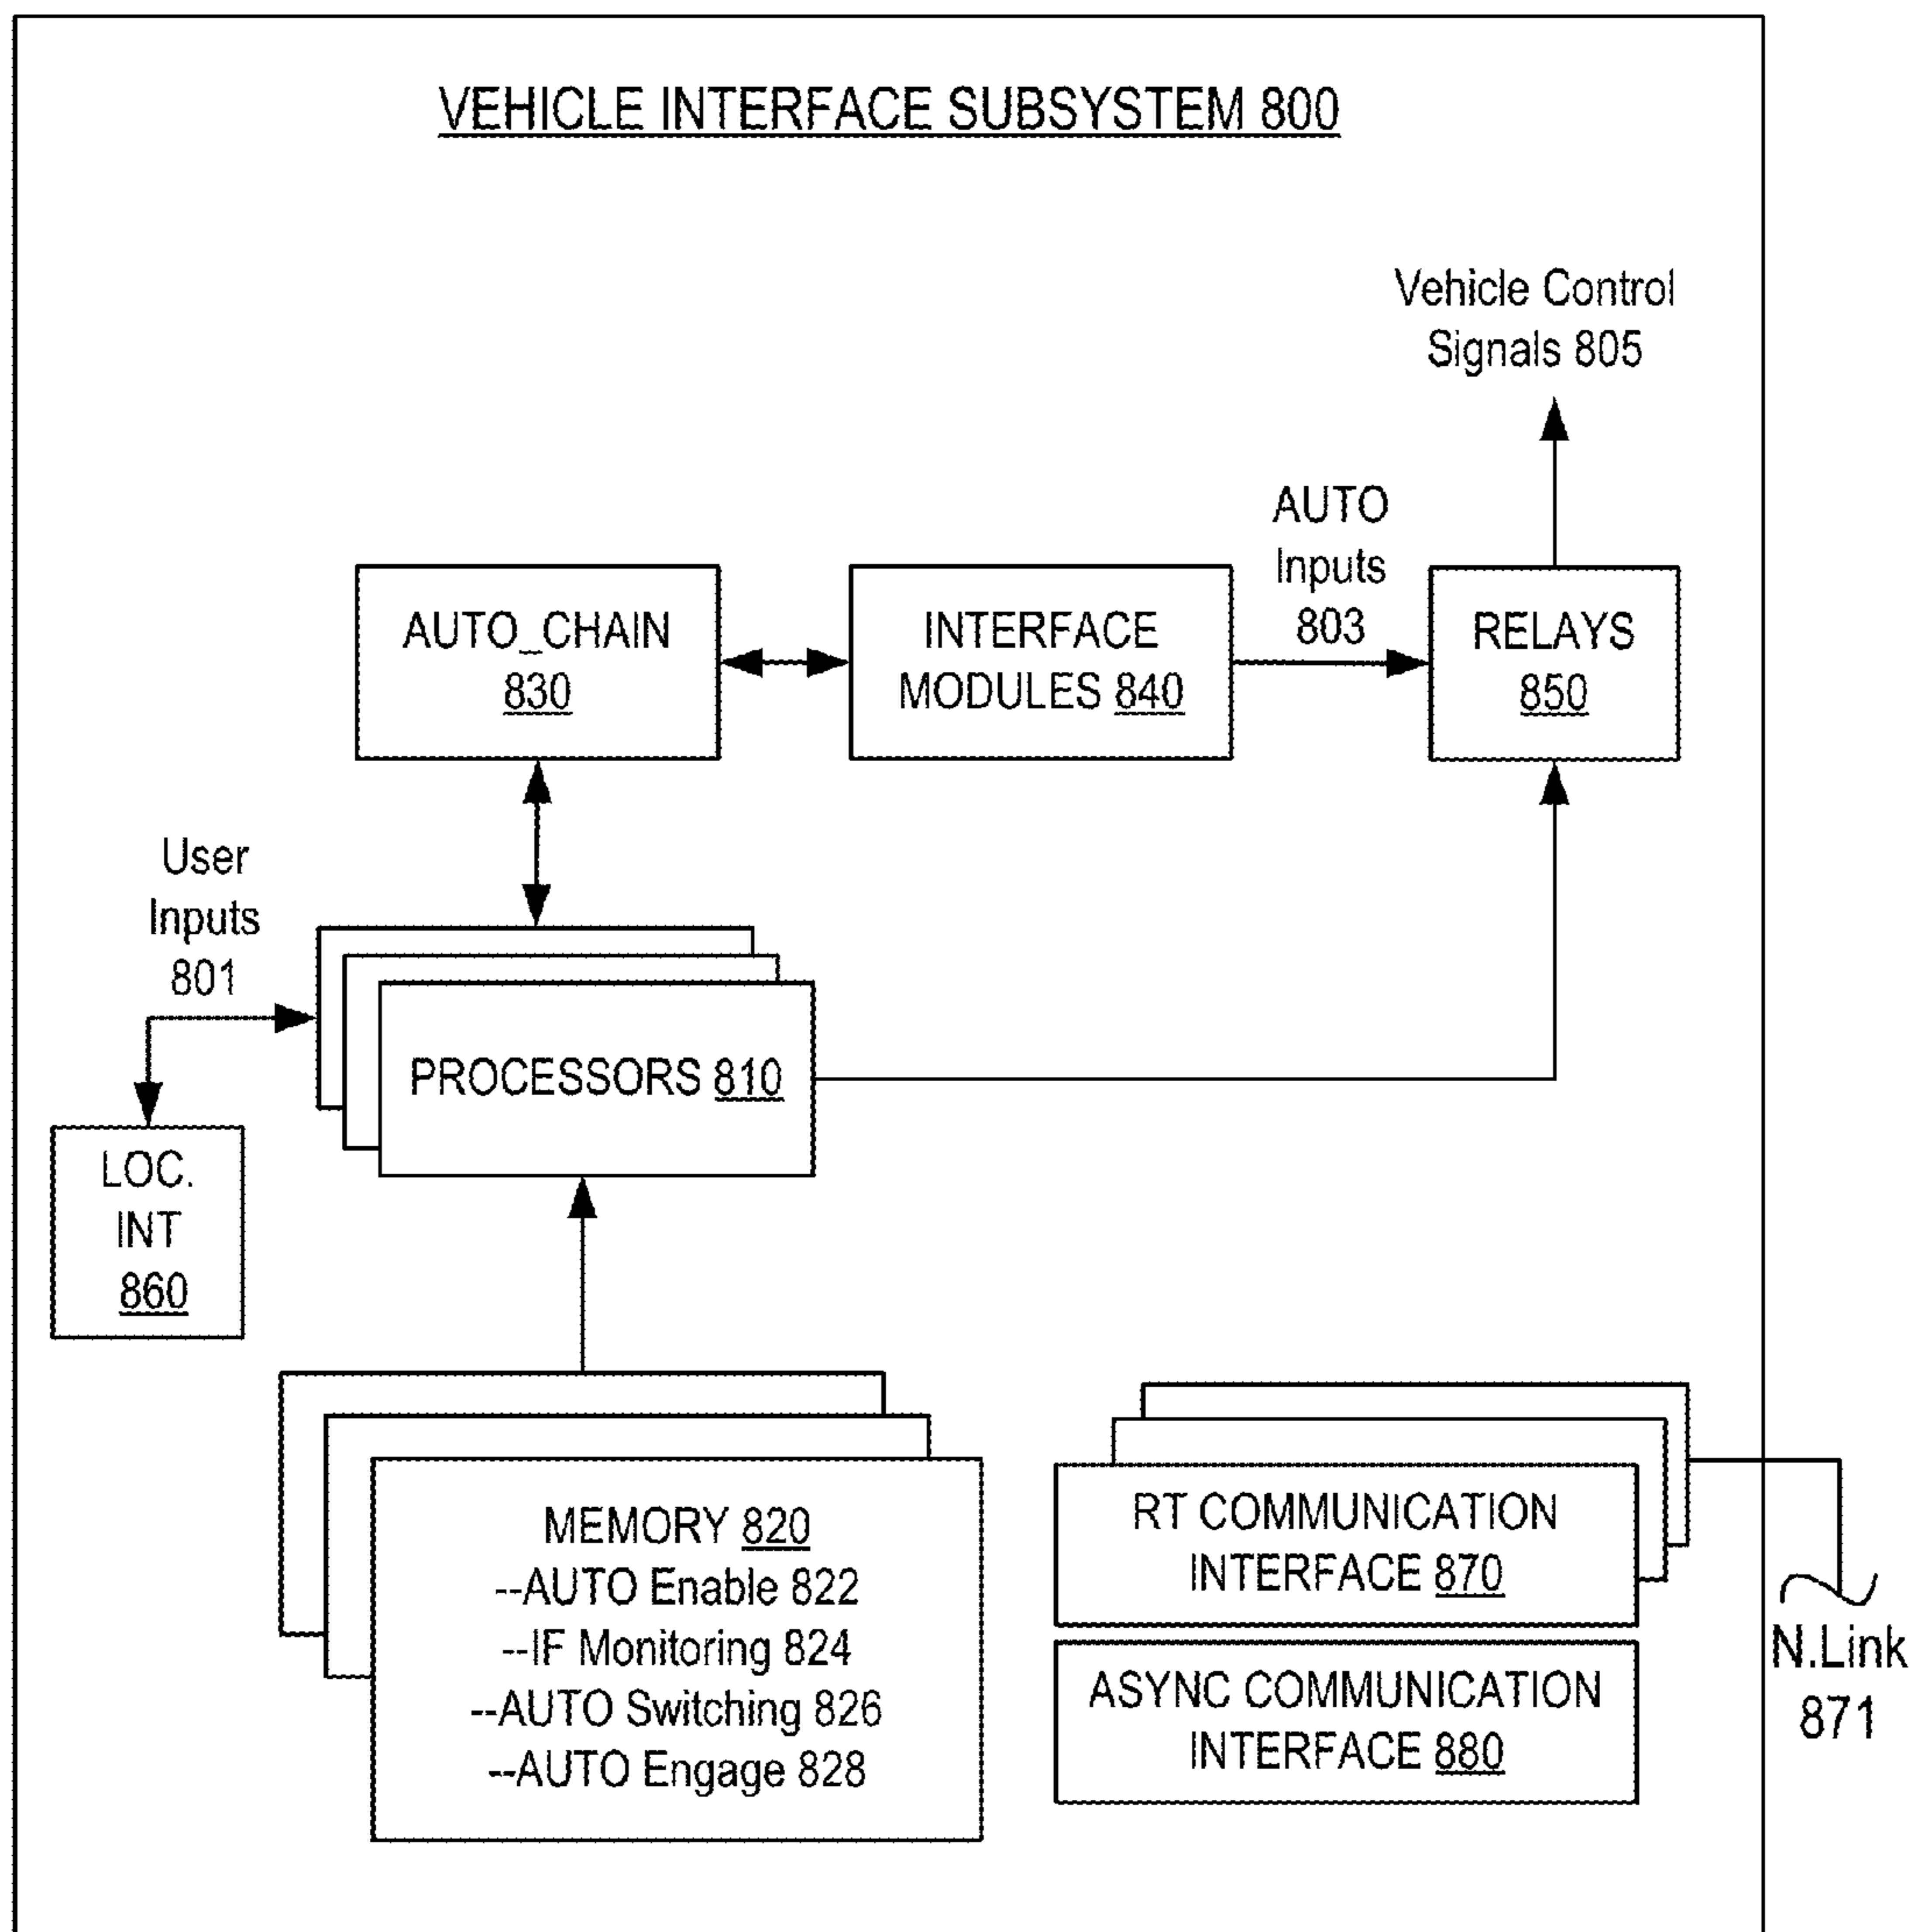 VEHICLE INTERFACE SUBSYSTEM 800
Vehicle Control
Signals 805
AUTO
Inputs
803
AUTO_CHAIN
830
INTERFACE
MODULES 840
RELAYS
850
User
Inputs
801
PROCESSORS 810
LOC.
INT
860
MEMORY 820
--AUTO Enable 822
--IF Monitoring 824
--AUTO Switching 826
--AUTO Engage 828
RT COMMUNICATION
INTERFACE 870
ASYNC COMMUNICATION
INTERFACE 880
N.Link
871